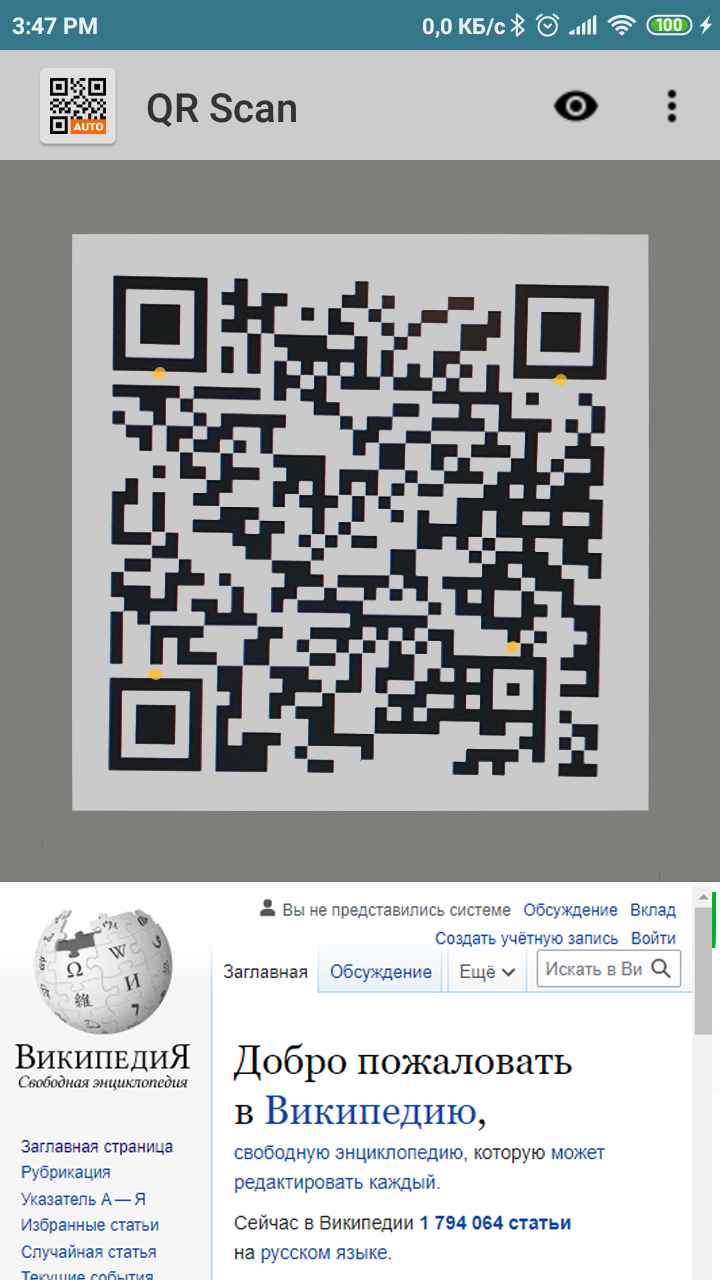 3:47 PM 0,0 КБ/с 100
AUTO
QR Scan
Вы не представились системе Обсуждение Вклад
Создать учётную запись Войти
Заглавная Обсуждение Ещё Искать в Ви
Ω W И 維
ВикипедиЯ
Свободная энциклопедия
Заглавная страница
Рубрикация
Указатель А — Я
Избранные статьи
Случайная статья
Текущие события
Добро пожаловать
в Википедию,
свободную энциклопедию, которую может
редактировать каждый.
Сейчас в Википедии 1 794 064 статьи
на русском языке.